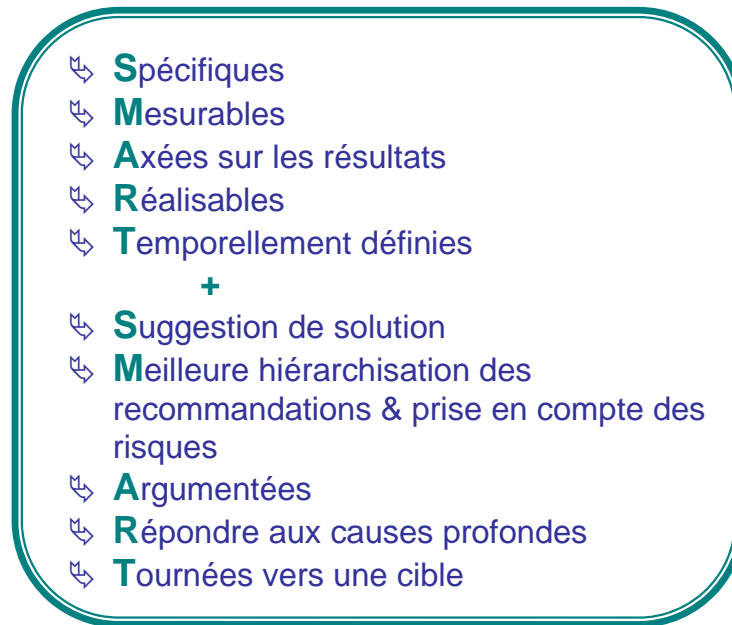 Spécifiques
Mesurables
Axées sur les résultats
Réalisables
Temporellement définies
+
Suggestion de solution
Meilleure hiérarchisation des
recommandations & prise en compte des
risques
Argumentées
Répondre aux causes profondes
Tournées vers une cible